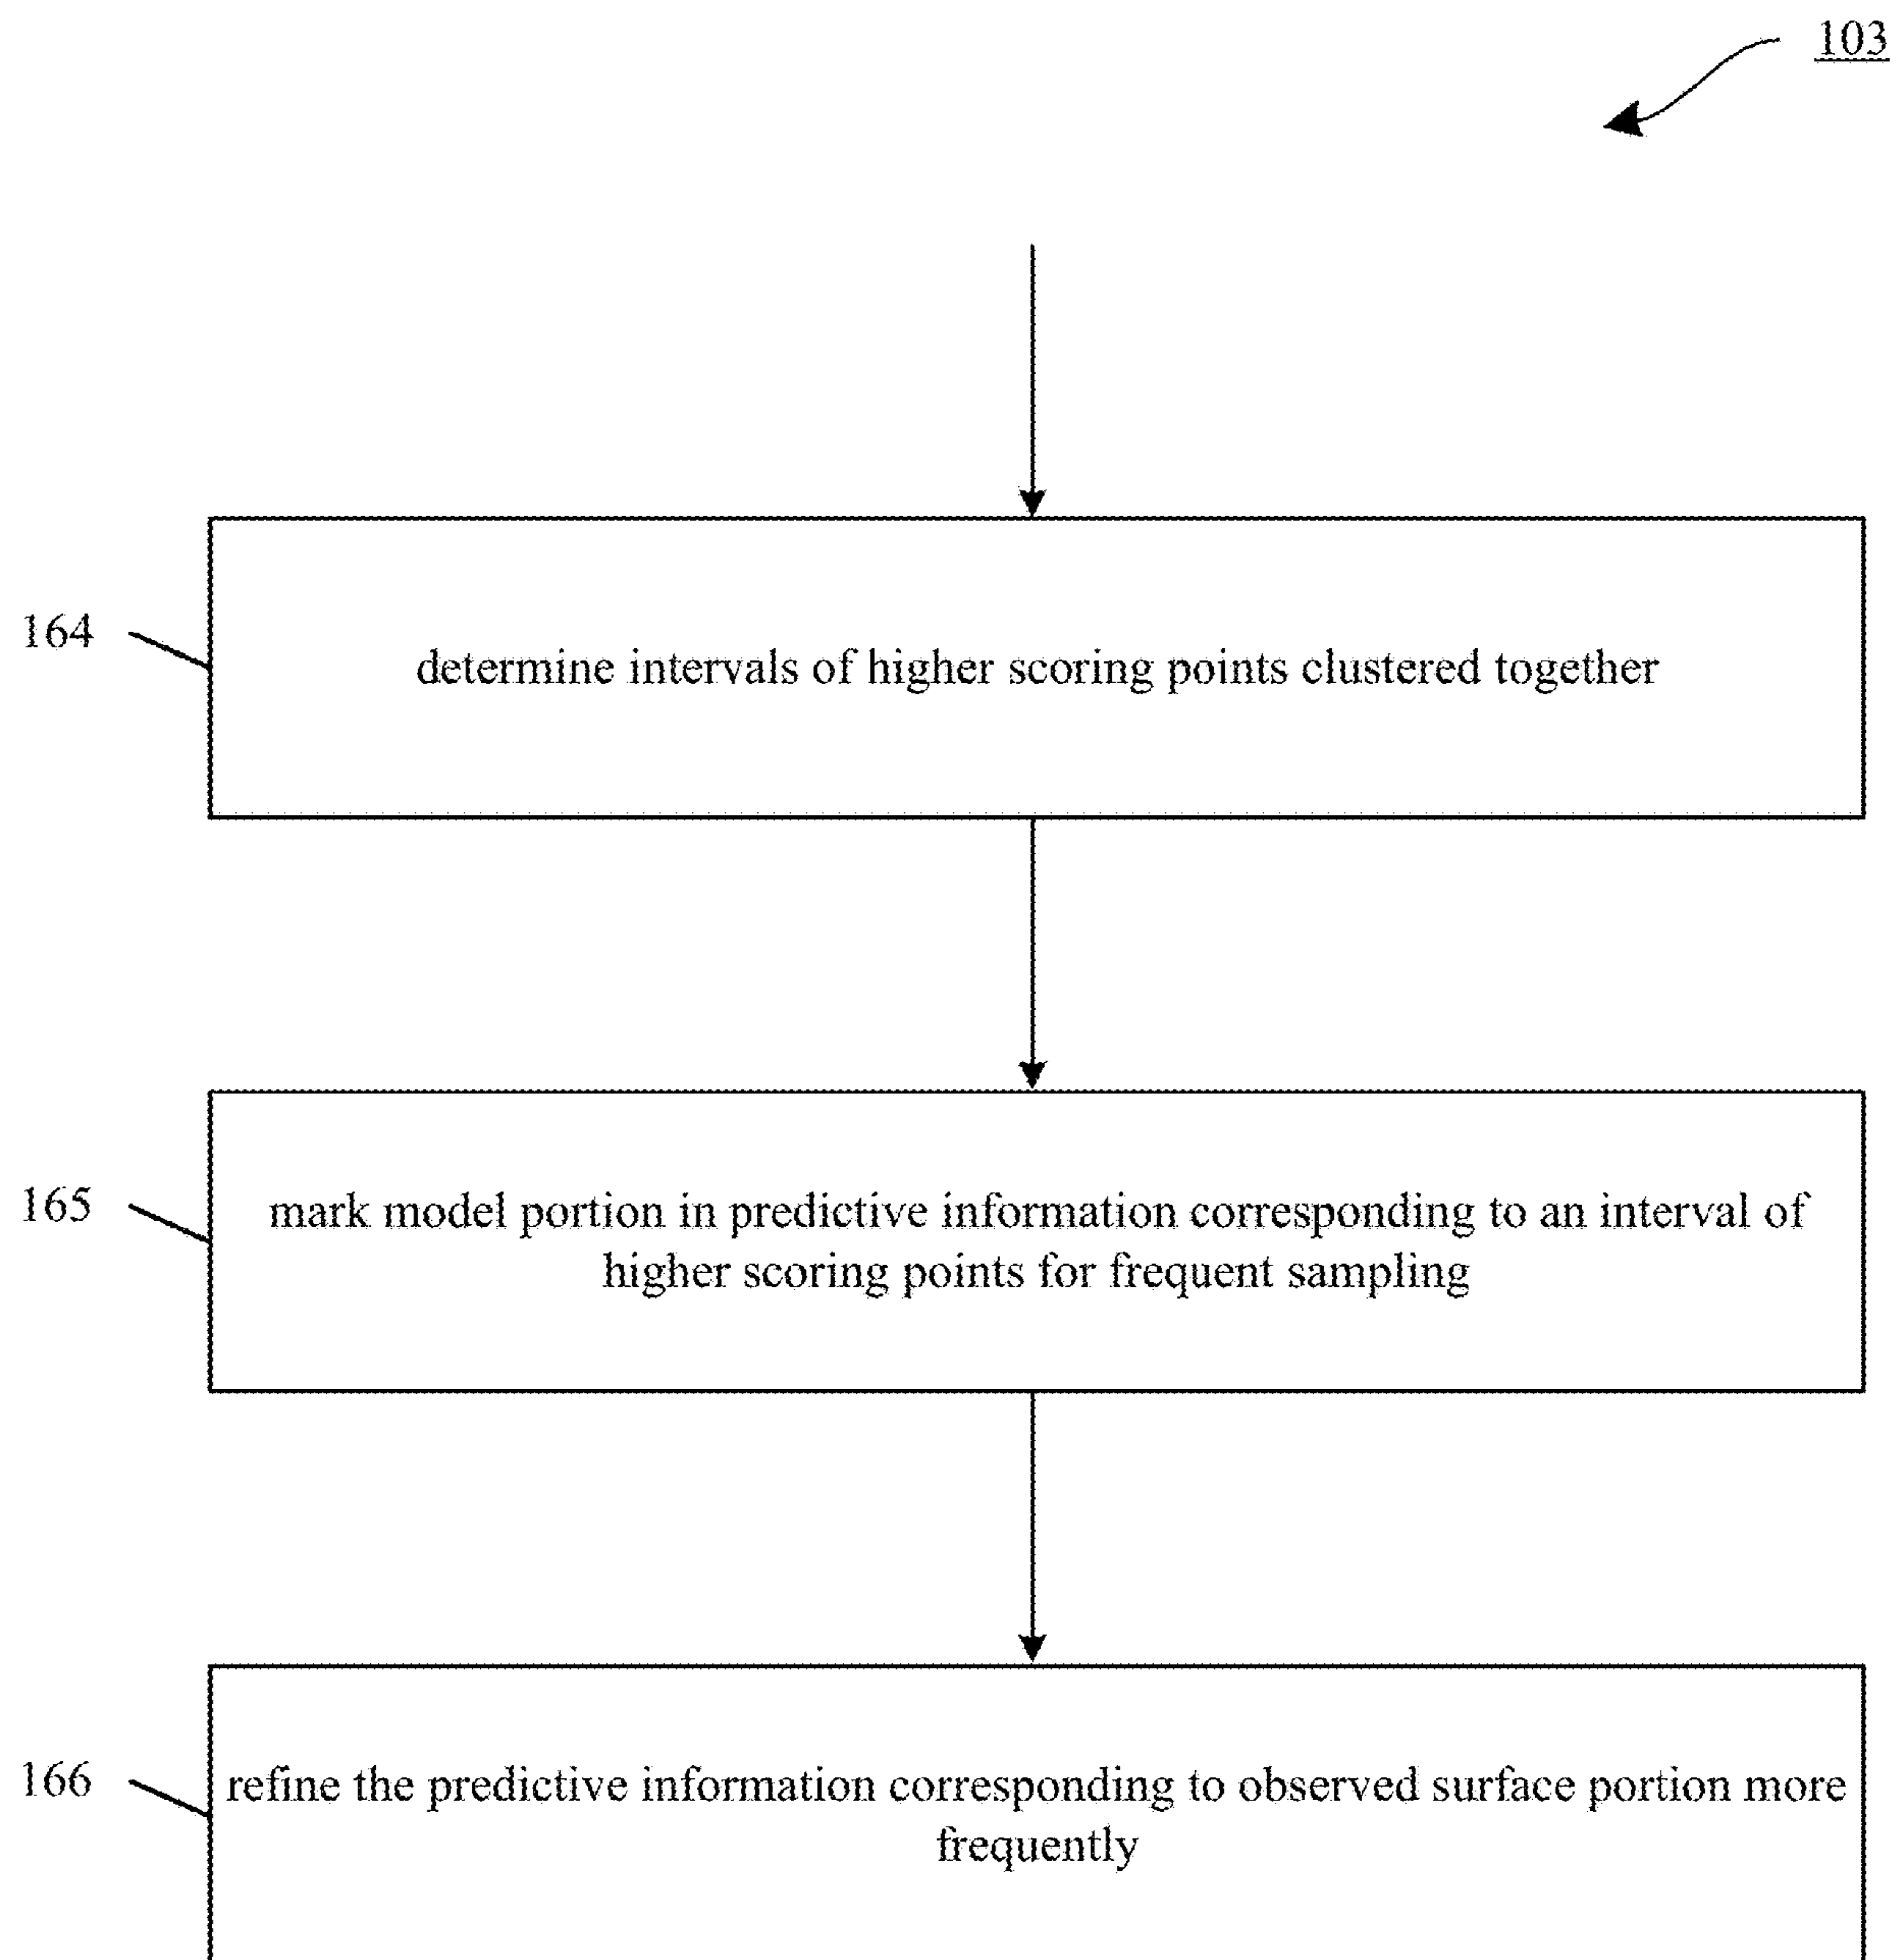 103
164
determine intervals of higher scoring points clustered together
165
mark model portion in predictive information corresponding to an interval of
higher scoring points for frequent sampling
166
refine the predictive information corresponding to observed surface portion more
frequently